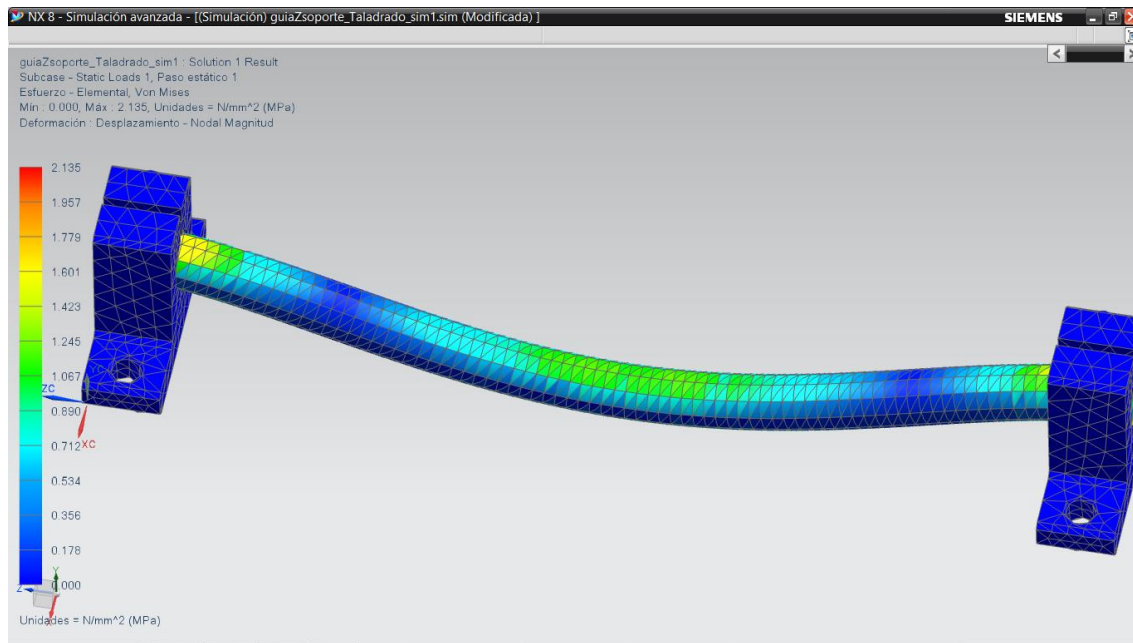 NX 8 - Simulación avanzada - [(Simulación) guiaZsoporte_Taladrado_sim1.sim (Modificada) ]
SIEMENS
guiaZsoporte_Taladrado_sim1 : Solution 1 Result
Subcase - Static Loads 1, Paso estático 1
Esfuerzo - Elemental, Von Mises
Mín : 0.000, Máx : 2.135, Unidades = N/mm^2 (MPa)
Deformación : Desplazamiento - Nodal Magnitud
2.135
1.957
1.779
1.601
1.423
1.245
1.067
ZC
0.890
0.712
XC
0.534
0.356
0.178
Y
0.000
Z
Unidades = N/mm^2 (MPa)